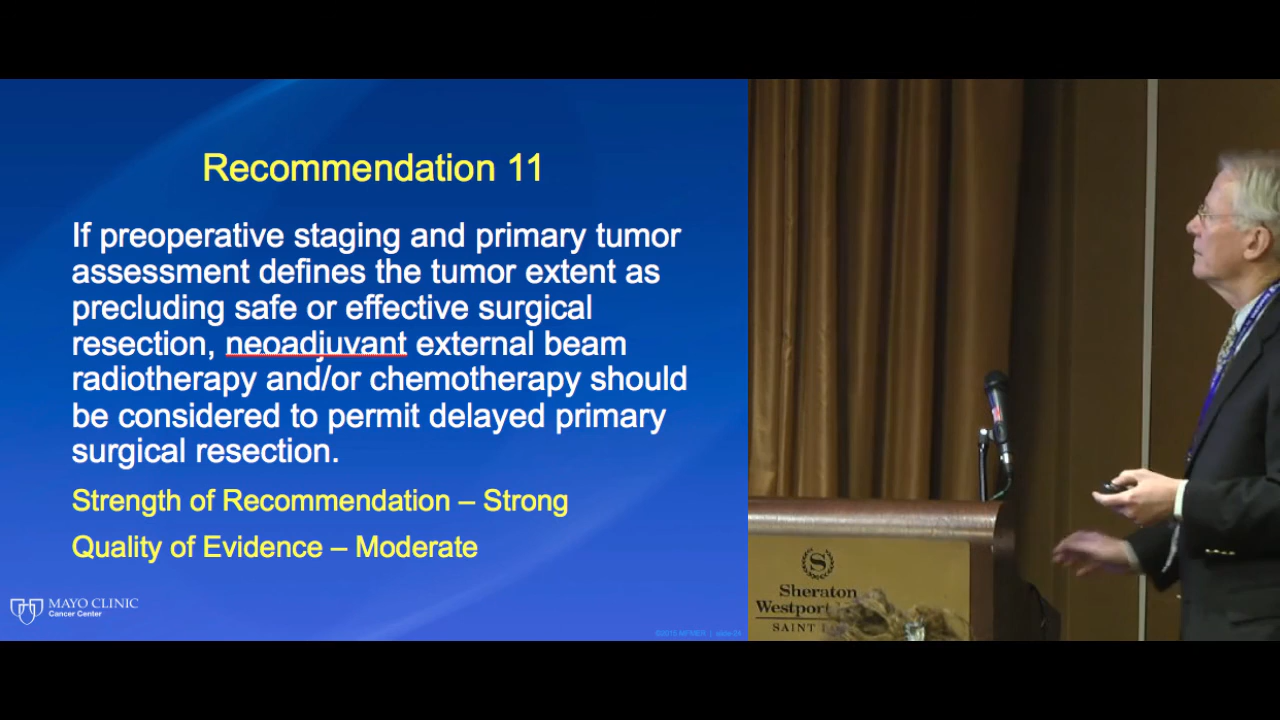 Recommendation 11
If preoperative staging and primary tumor
assessment defines the tumor extent as
precluding safe or effective surgical
resection, neoadjuvant external beam
radiotherapy and/or chemotherapy should
be considered to permit delayed primary
surgical resection.
Strength of Recommendation – Strong
Quality of Evidence – Moderate
MAYO CLINIC
Cancer Center
S
Sheraton
Westport
SAINT